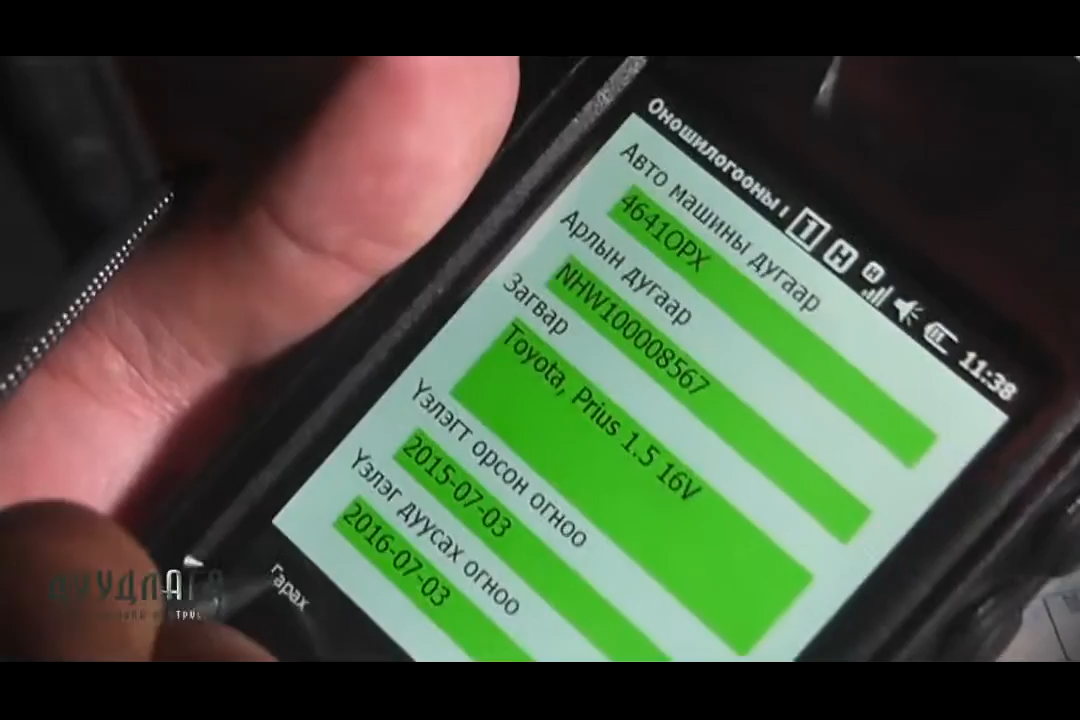 Оношилогооны
11:38
Авто машины дугаар
4641ОРХ
Арлын дугаар
NHW100008567
Загвар
Toyota, Prius 1.5 16V
Үзлэгт орсон огноо
2015-07-03
Үзлэг дуусах огноо
2016-07-03
Гарах
ДУУДЛАГА